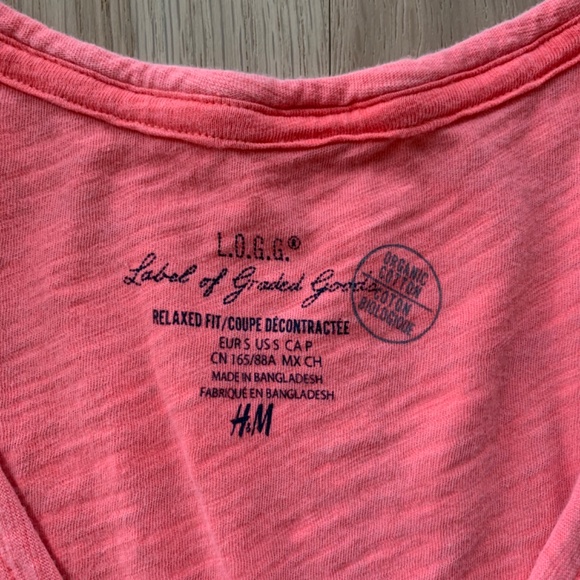 L.O.G.G.®
Label of Graded Goods
ORGANIC
COTTON
COTON
BIOLOGIQUE
RELAXED FIT/COUPE DÉCONTRACTÉE
EUR S US S CA P
CN 165/88A MX CH
MADE IN BANGLADESH
FABRIQUE EN BANGLADESH
H&M